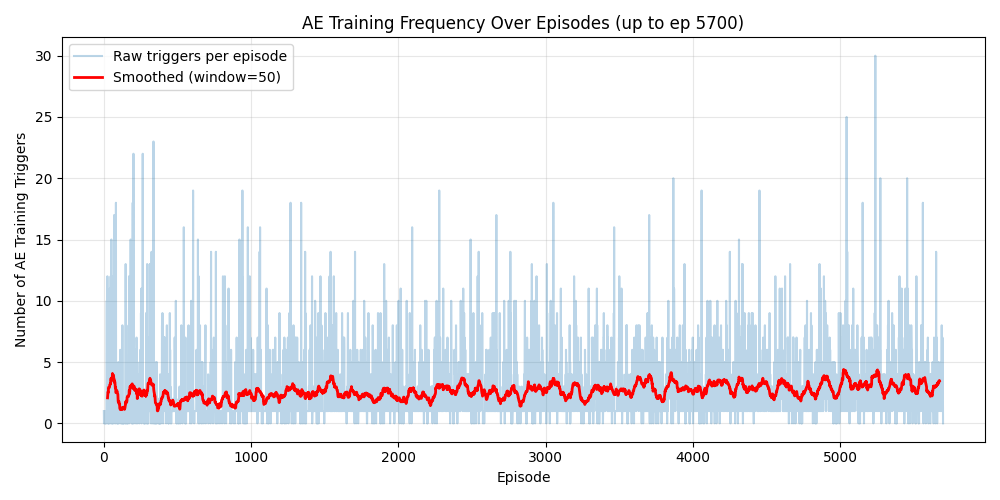 AE Training Frequency Over Episodes (up to ep 5700)
Raw triggers per episode
Smoothed (window=50)
Number of AE Training Triggers
30
25
20
15
10
5
0
0 1000 2000 3000 4000 5000
Episode